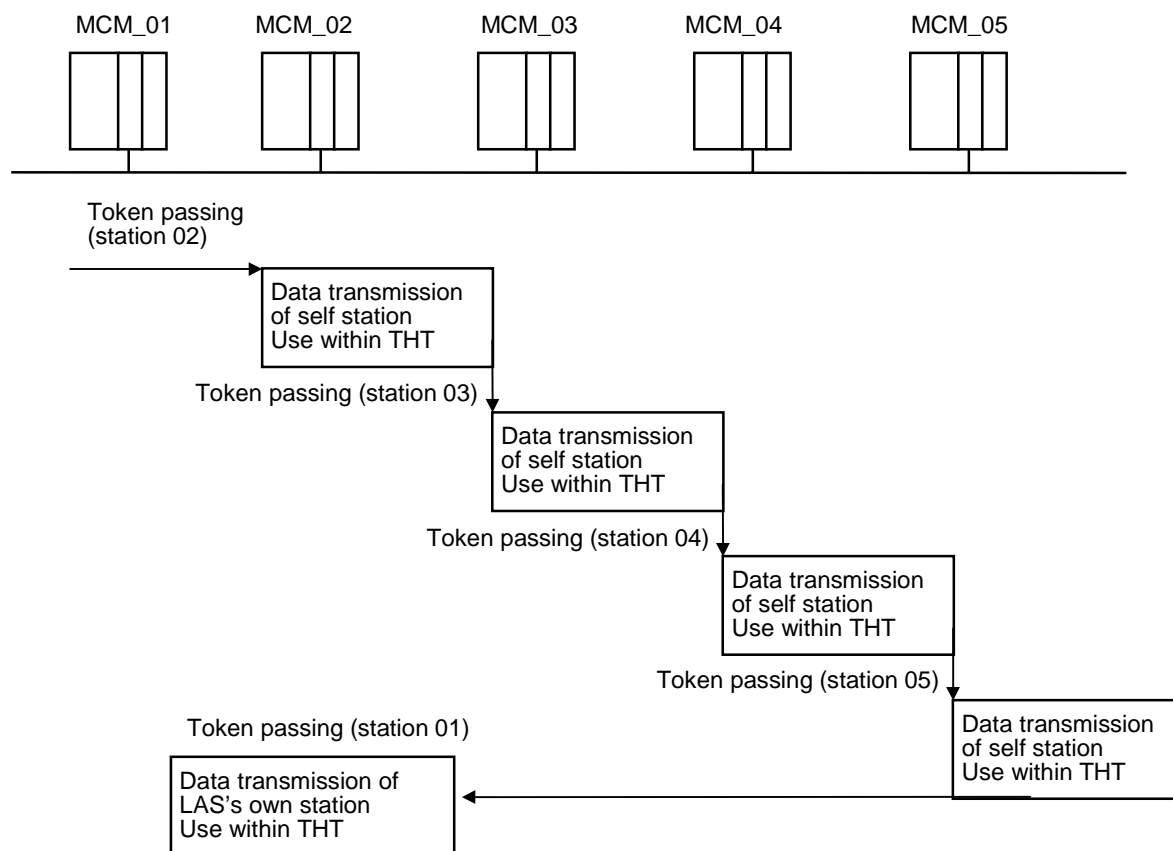 MCM_01
MCM_02
MCM_03
MCM_04
MCM_05
Token passing
(station 02)
Data transmission
of self station
Use within THT
Token passing (station 03)
Data transmission
of self station
Use within THT
Token passing (station 04)
Data transmission
of self station
Use within THT
Token passing (station 05)
Data transmission
of self station
Use within THT
Token passing (station 01)
Data transmission of
LAS’s own station
Use within THT